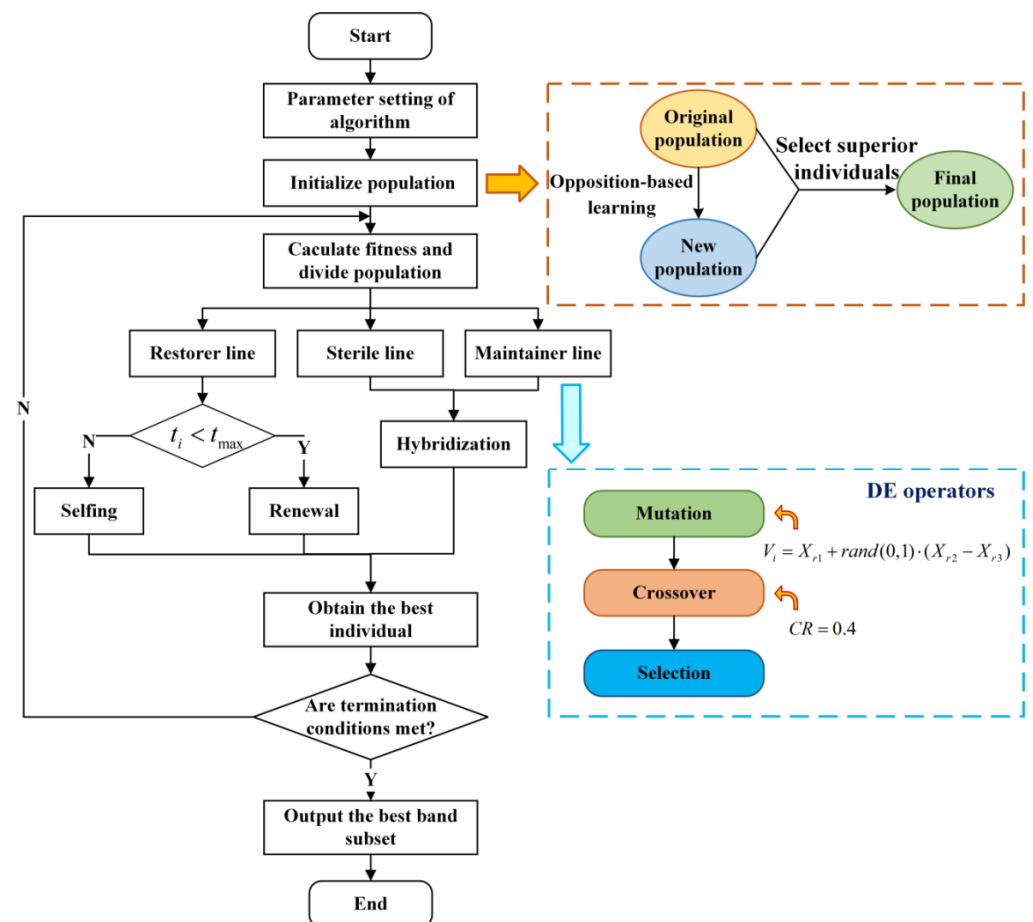 Start
Parameter setting of
algorithm
Initialize population
Caculate fitness and
divide population
Restorer line
Sterile line
Maintainer line
N
t_i < t_max
N
Y
Hybridization
Selfing
Renewal
Obtain the best
individual
Are termination
conditions met?
Y
Output the best band
subset
End
Original
population
Opposition-based
learning
New
population
Select superior
individuals
Final
population
DE operators
Mutation
V_i = X_r1 + rand(0,1)·(X_r2 − X_r3)
Crossover
CR = 0.4
Selection